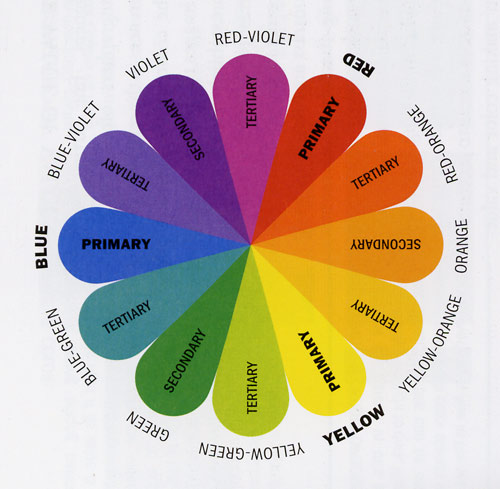 RED-VIOLET
TERTIARY
RED
PRIMARY
RED-ORANGE
TERTIARY
ORANGE
SECONDARY
YELLOW-ORANGE
TERTIARY
YELLOW
PRIMARY
YELLOW-GREEN
TERTIARY
GREEN
SECONDARY
BLUE-GREEN
TERTIARY
BLUE
PRIMARY
BLUE-VIOLET
TERTIARY
VIOLET
SECONDARY